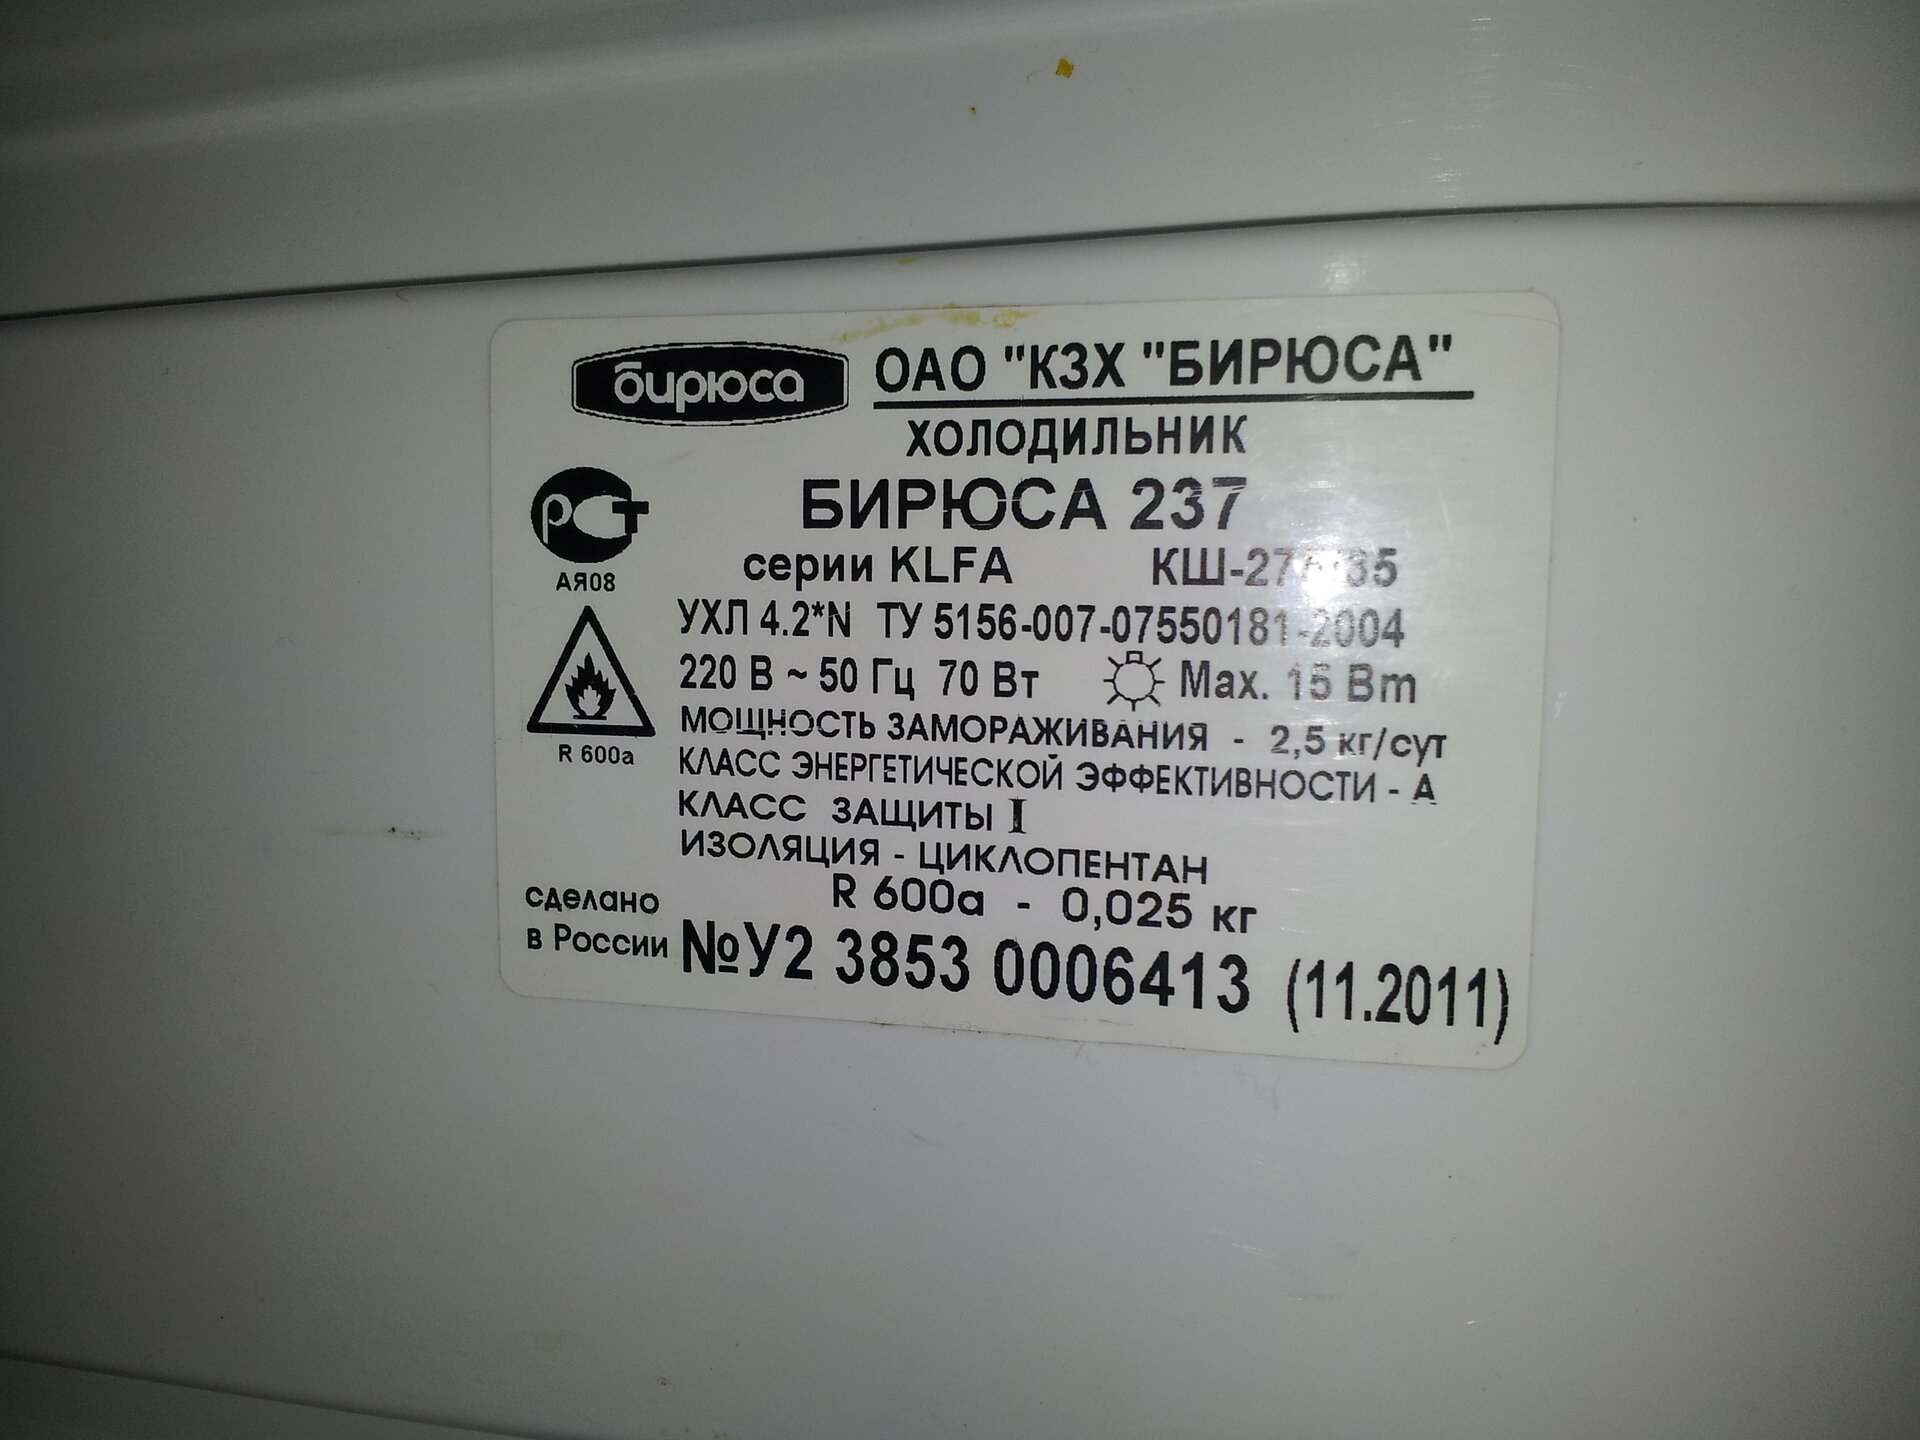 бирюса ОАО "КЗХ "БИРЮСА"
ХОЛОДИЛЬНИК
БИРЮСА 237
РСТ
АЯ08
серии KLFA
УХЛ 4.2*N ТУ 5156-007-07550181-2004
220 В ~ 50 Гц 70 Вт Max. 15 Вт
R 600a
МОЩНОСТЬ ЗАМОРАЖИВАНИЯ - 2,5 кг/сут
КЛАСС ЭНЕРГЕТИЧЕСКОЙ ЭФФЕКТИВНОСТИ - А
КЛАСС ЗАЩИТЫ I
ИЗОЛЯЦИЯ - ЦИКЛОПЕНТАН
R 600a - 0,025 кг
сделано
в России
№У2 3853 0006413 (11.2011)